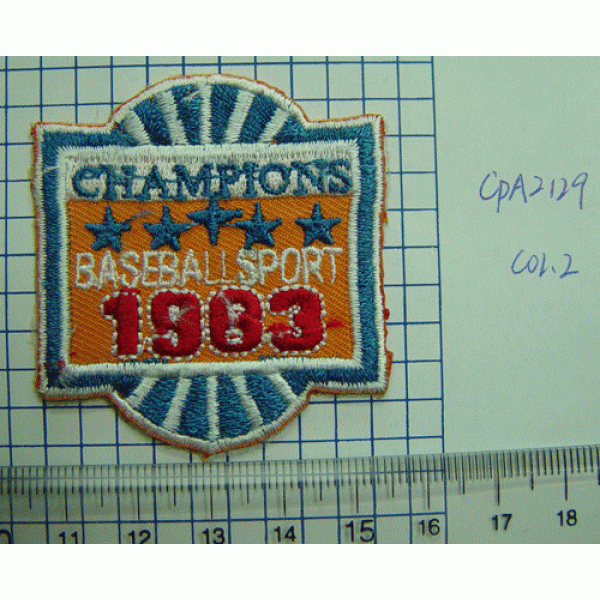 CHAMPIONS
BASEBALLSPORT
1983
CPA2129
COL.2
11 12 13 14 15 16 17 18